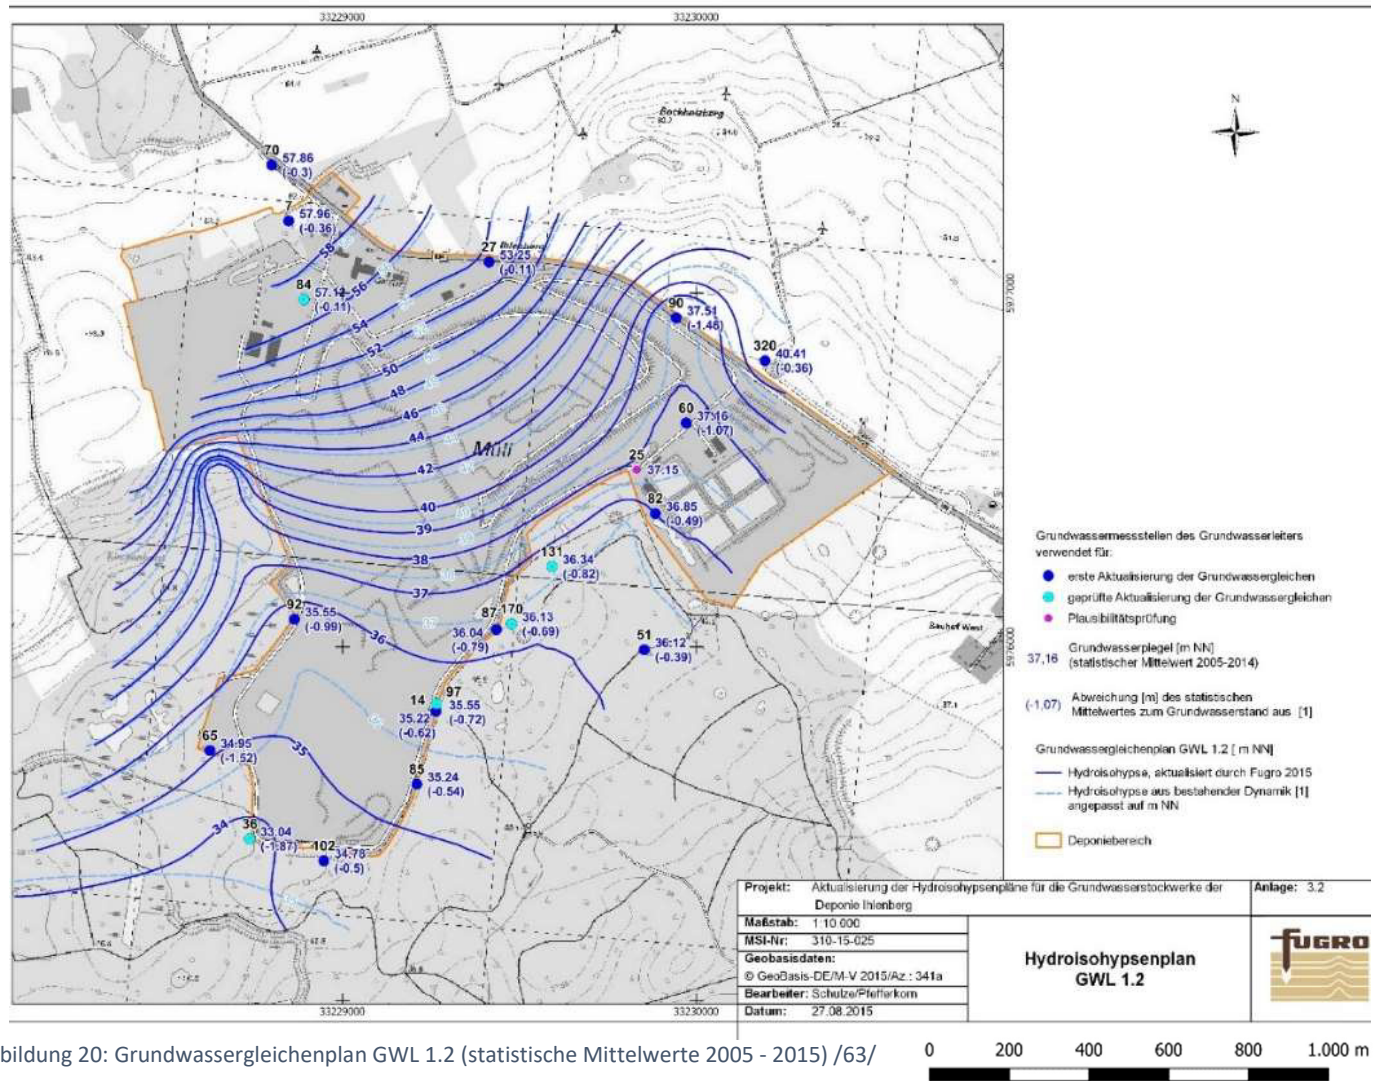 33229000
33230000
Bockholzberg
N
70
57.86
(-0.3)
7
57.96
(-0.36)
58
27
53.25
(-0.11)
84
57.12
(-0.11)
56
54
52
50
48
46
44
42
40
39
38
37
36
35
34
90
37.51
(-1.46)
320
40.41
(-0.36)
60
37.16
(-1.07)
Müll
25
37.15
82
36.85
(-0.49)
131
36.34
(-0.82)
92
35.55
(-0.99)
87
36.04
(-0.79)
170
36.13
(-0.69)
51
36.12
(-0.39)
97
35.55
(-0.72)
14
35.22
(-0.62)
65
34.95
(-1.52)
85
35.24
(-0.54)
36
33.04
(-1.87)
102
34.78
(-0.5)
Bauhof West
5977000
5976000
33229000
33230000
Grundwassermessstellen des Grundwasserleiters
verwendet für:
erste Aktualisierung der Grundwassergleichen
geprüfte Aktualisierung der Grundwassergleichen
Plausibilitätsprüfung
37,16 Grundwasserpiegel [m NN]
(statistischer Mittelwert 2005-2014)
(-1,07) Abweichung [m] des statistischen
Mittelwertes zum Grundwasserstand aus [1]
Grundwassergleichenplan GWL 1.2 [ m NN]
Hydroisohypse, aktualisiert durch Fugro 2015
Hydroisohypse aus bestehender Dynamik [1]
angepasst auf m NN
Deponiebereich
Projekt: Aktualisierung der Hydroisohypsenpläne für die Grundwasserstockwerke der
Deponie Ihlenberg
Anlage: 3.2
Maßstab: 1:10.000
MSI-Nr: 310-15-025
Geobasisdaten:
© GeoBasis-DE/M-V 2015/Az.: 341a
Bearbeiter: Schulze/Pfefferkorn
Datum: 27.08.2015
Hydroisohypsenplan
GWL 1.2
FUGRO
bildung 20: Grundwassergleichenplan GWL 1.2 (statistische Mittelwerte 2005 - 2015) /63/
0 200 400 600 800 1.000 m